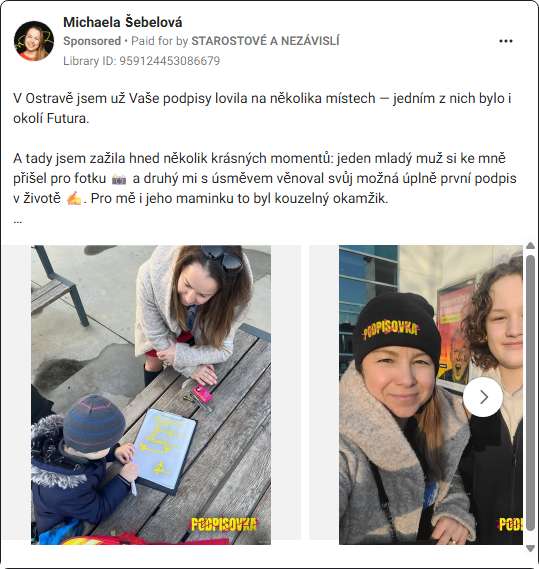 Michaela Šebelová
Sponsored • Paid for by STAROSTOVÉ A NEZÁVISLÍ
Library ID: 959124453086679
V Ostravě jsem už Vaše podpisy lovila na několika místech — jedním z nich bylo i
okolí Futura.
A tady jsem zažila hned několik krásných momentů: jeden mladý muž si ke mně
přišel pro fotku 📸 a druhý mi s úsměvem věnoval svůj možná úplně první podpis
v životě ✍️. Pro mě i jeho maminku to byl kouzelný okamžik.
...
PODPISOVKA
PODPISOVKA